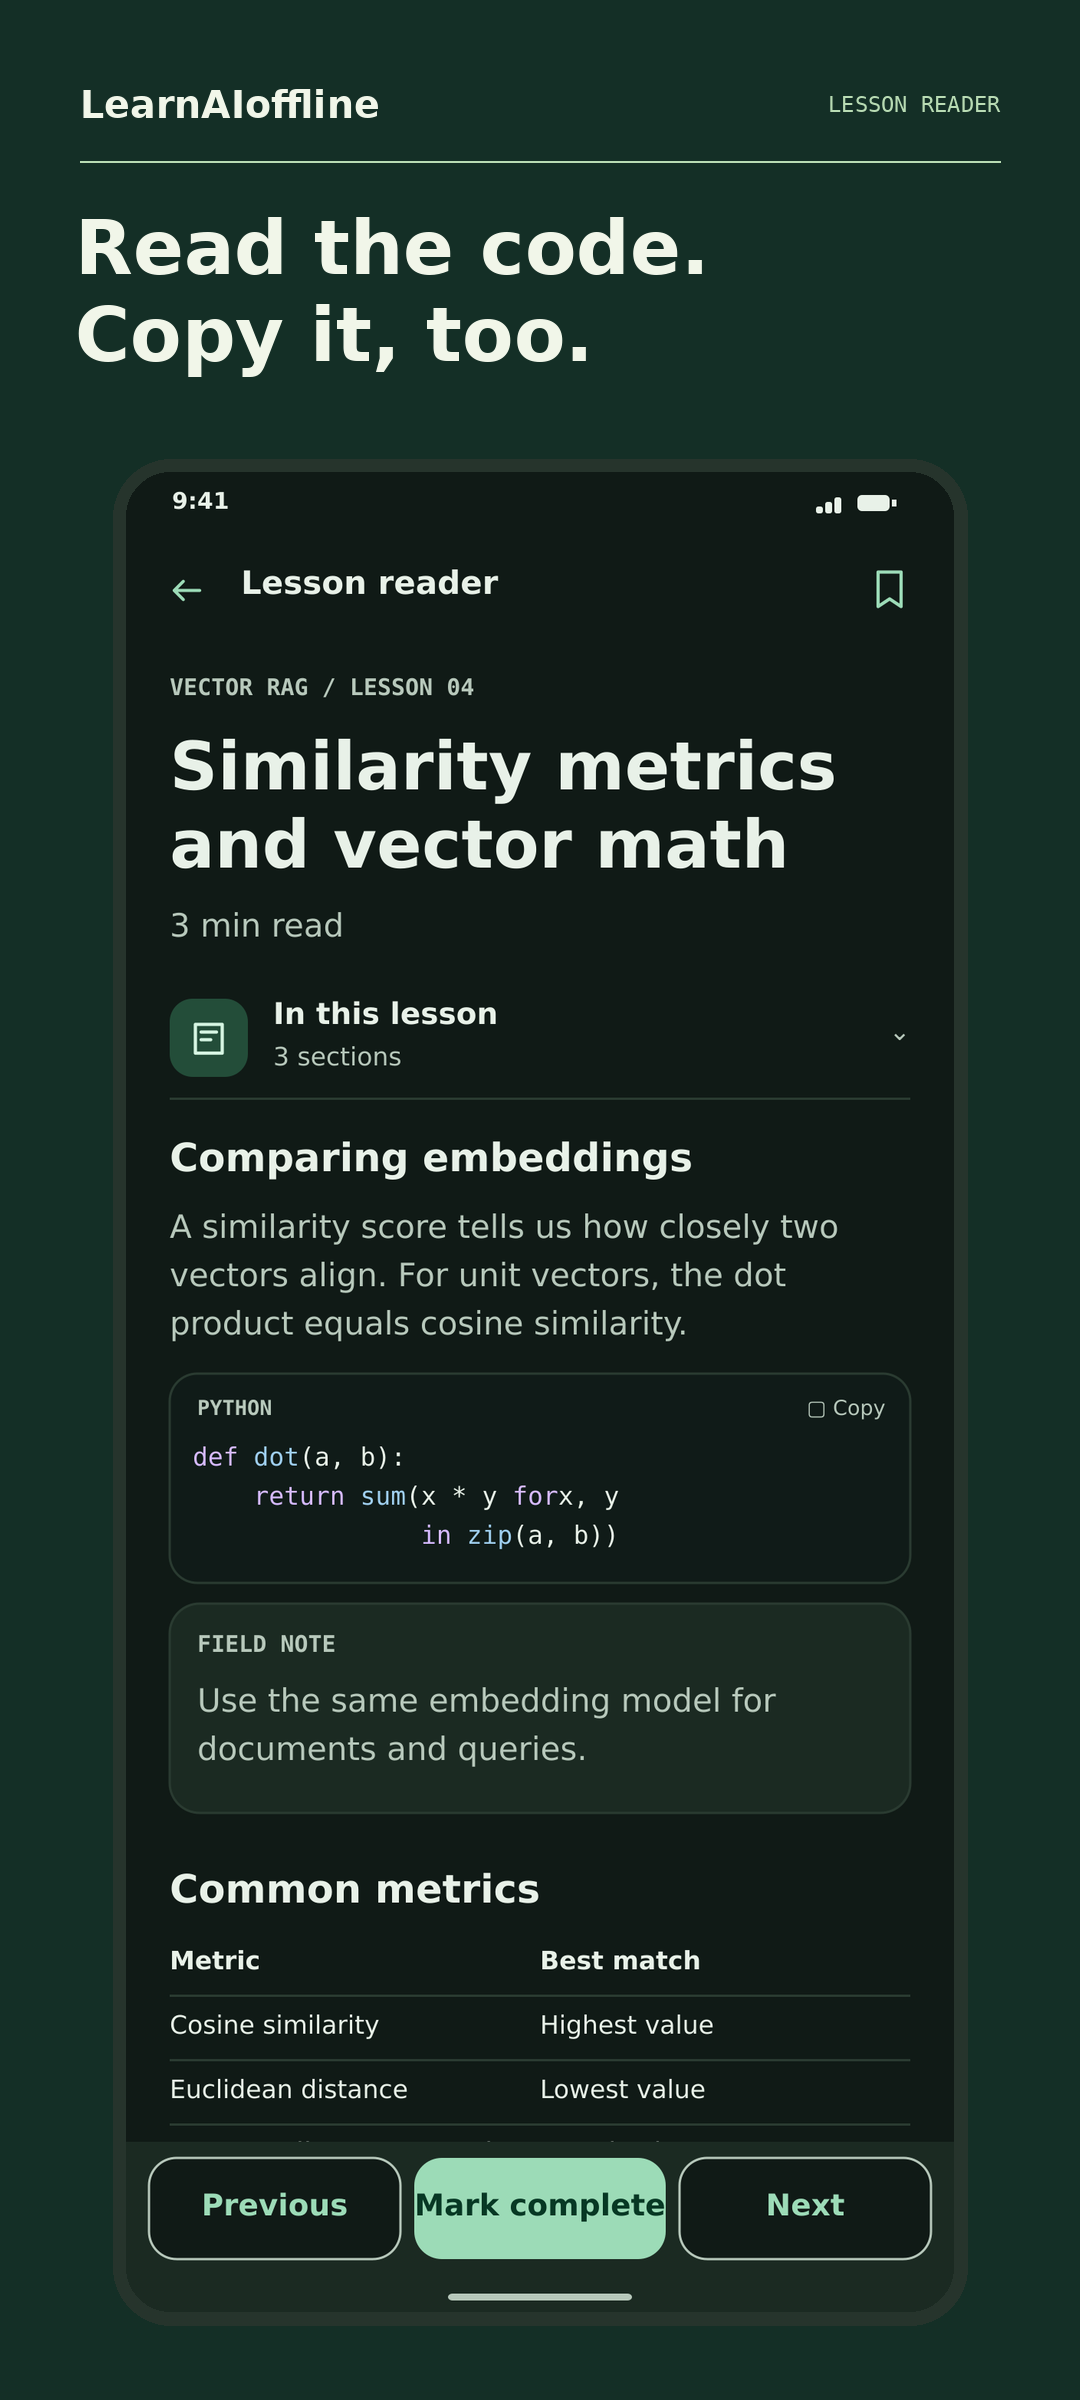 LearnAIoffline
LESSON READER
Read the code.
Copy it, too.
9:41
Lesson reader
VECTOR RAG / LESSON 04
Similarity metrics
and vector math
3 min read
In this lesson
3 sections
Comparing embeddings
A similarity score tells us how closely two
vectors align. For unit vectors, the dot
product equals cosine similarity.
PYTHON
Copy
def dot(a, b):
    return sum(x * y forx, y
               in zip(a, b))
FIELD NOTE
Use the same embedding model for
documents and queries.
Common metrics
Metric Best match
Cosine similarity Highest value
Euclidean distance Lowest value
Previous
Mark complete
Next